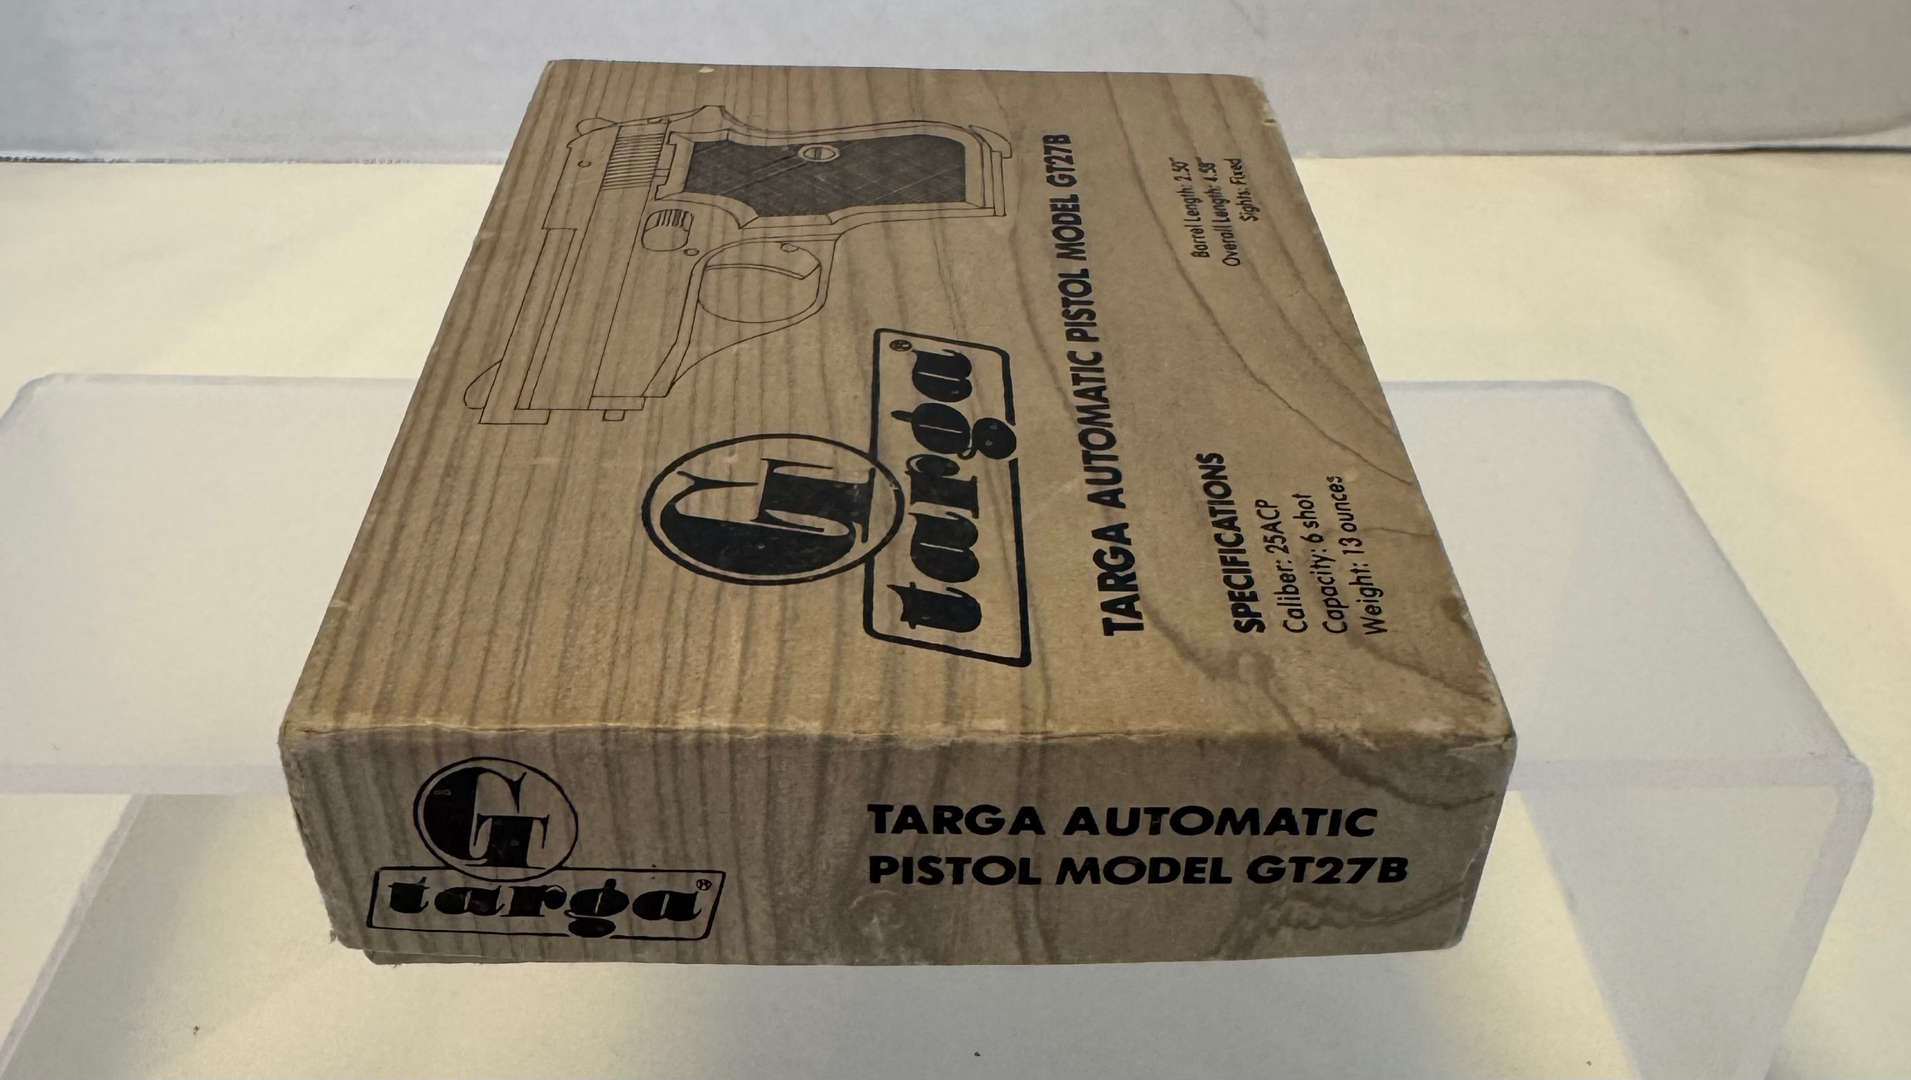 GT
targa®
TARGA AUTOMATIC PISTOL MODEL GT27B
SPECIFICATIONS
Caliber: 25ACP
Capacity: 6 shot
Weight: 13 ounces
Barrel Length: 2.50"
Overall Length: 4.38"
Sights: Fixed
GT
targa®
TARGA AUTOMATIC
PISTOL MODEL GT27B